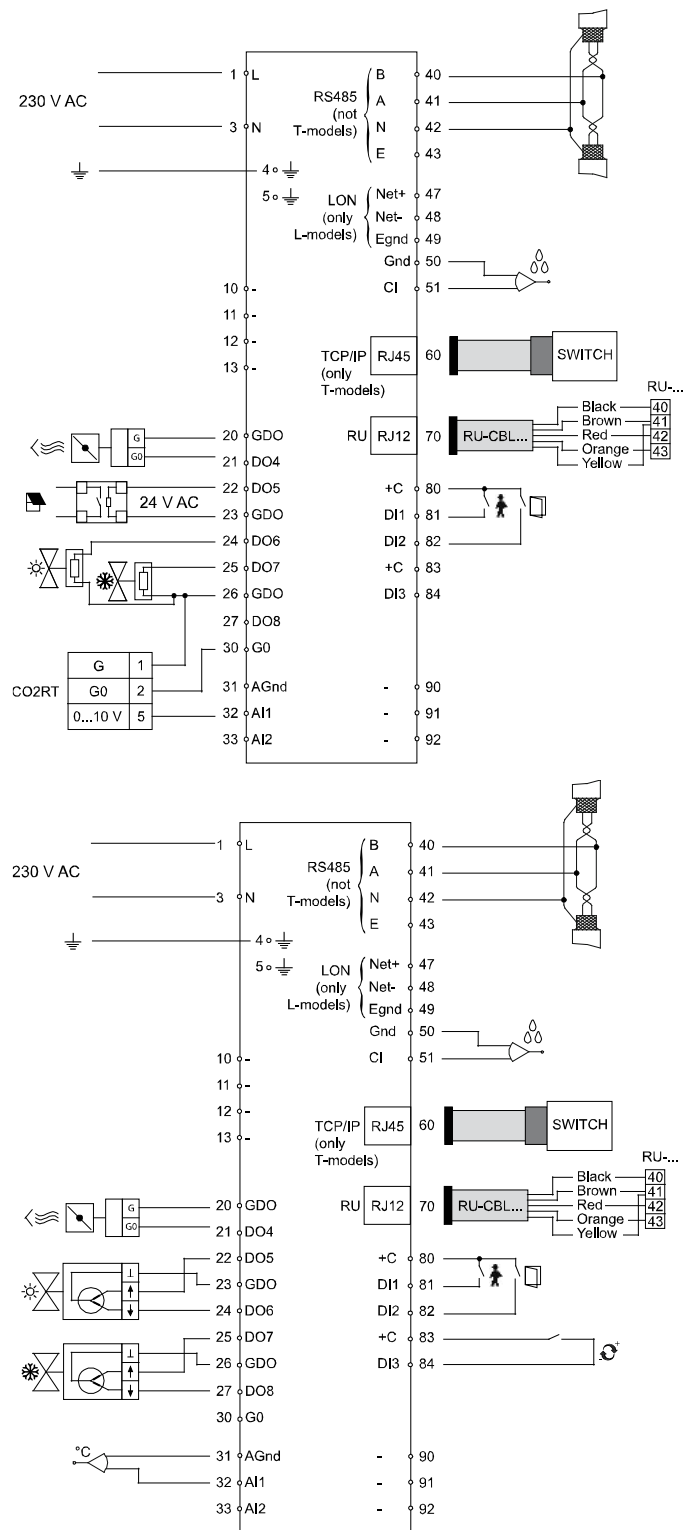 1 L B 40
230 V AC RS485 A 41
(not
3 N T-models) N 42
E 43
4
5 LON Net+ 47
(only Net- 48
L-models) Egnd 49
Gnd 50
10 - CI 51
11 -
12 -
13 - TCP/IP RJ45 60 SWITCH
(only
T-models) RU-...
Black 40
Brown 41
G 20 GDO RU RJ12 70 RU-CBL... Red 42
G0 21 DO4 Orange 43
Yellow
24 V AC 22 DO5 +C 80
23 GDO DI1 81
24 DO6 DI2 82
25 DO7 +C 83
26 GDO DI3 84
27 DO8
30 G0
G 1
CO2RT G0 2 31 AGnd - 90
0...10 V 5 32 AI1 - 91
33 AI2 - 92
1 L B 40
230 V AC RS485 A 41
(not
3 N T-models) N 42
E 43
4
5 LON Net+ 47
(only Net- 48
L-models) Egnd 49
Gnd 50
10 - CI 51
11 -
12 -
13 - TCP/IP RJ45 60 SWITCH
(only
T-models) RU-...
Black 40
Brown 41
G 20 GDO RU RJ12 70 RU-CBL... Red 42
G0 21 DO4 Orange 43
Yellow
22 DO5 +C 80
23 GDO DI1 81
24 DO6 DI2 82
25 DO7 +C 83
26 GDO DI3 84
27 DO8
30 G0
°C 31 AGnd - 90
32 AI1 - 91
33 AI2 - 92